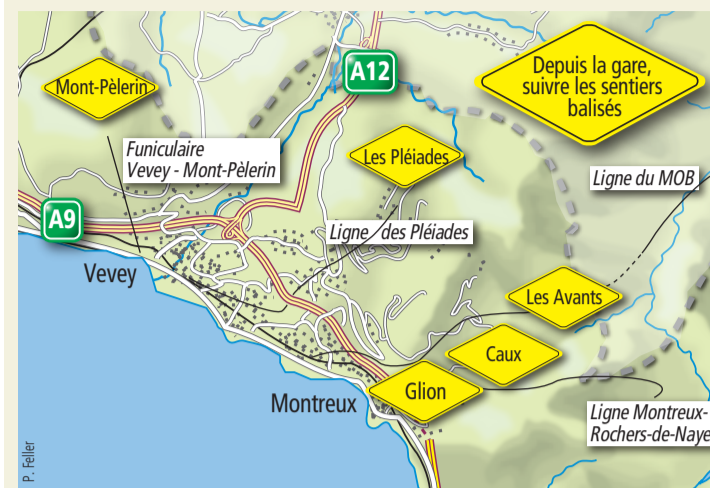 A12
Depuis la gare,
suivre les sentiers
balisés
Mont-Pèlerin
Funiculaire
Vevey - Mont-Pèlerin
Les Pléiades
Ligne du MOB
A9
Ligne des Pléiades
Vevey
Les Avants
Caux
Glion
Montreux
Ligne Montreux-
Rochers-de-Naye
P. Feller